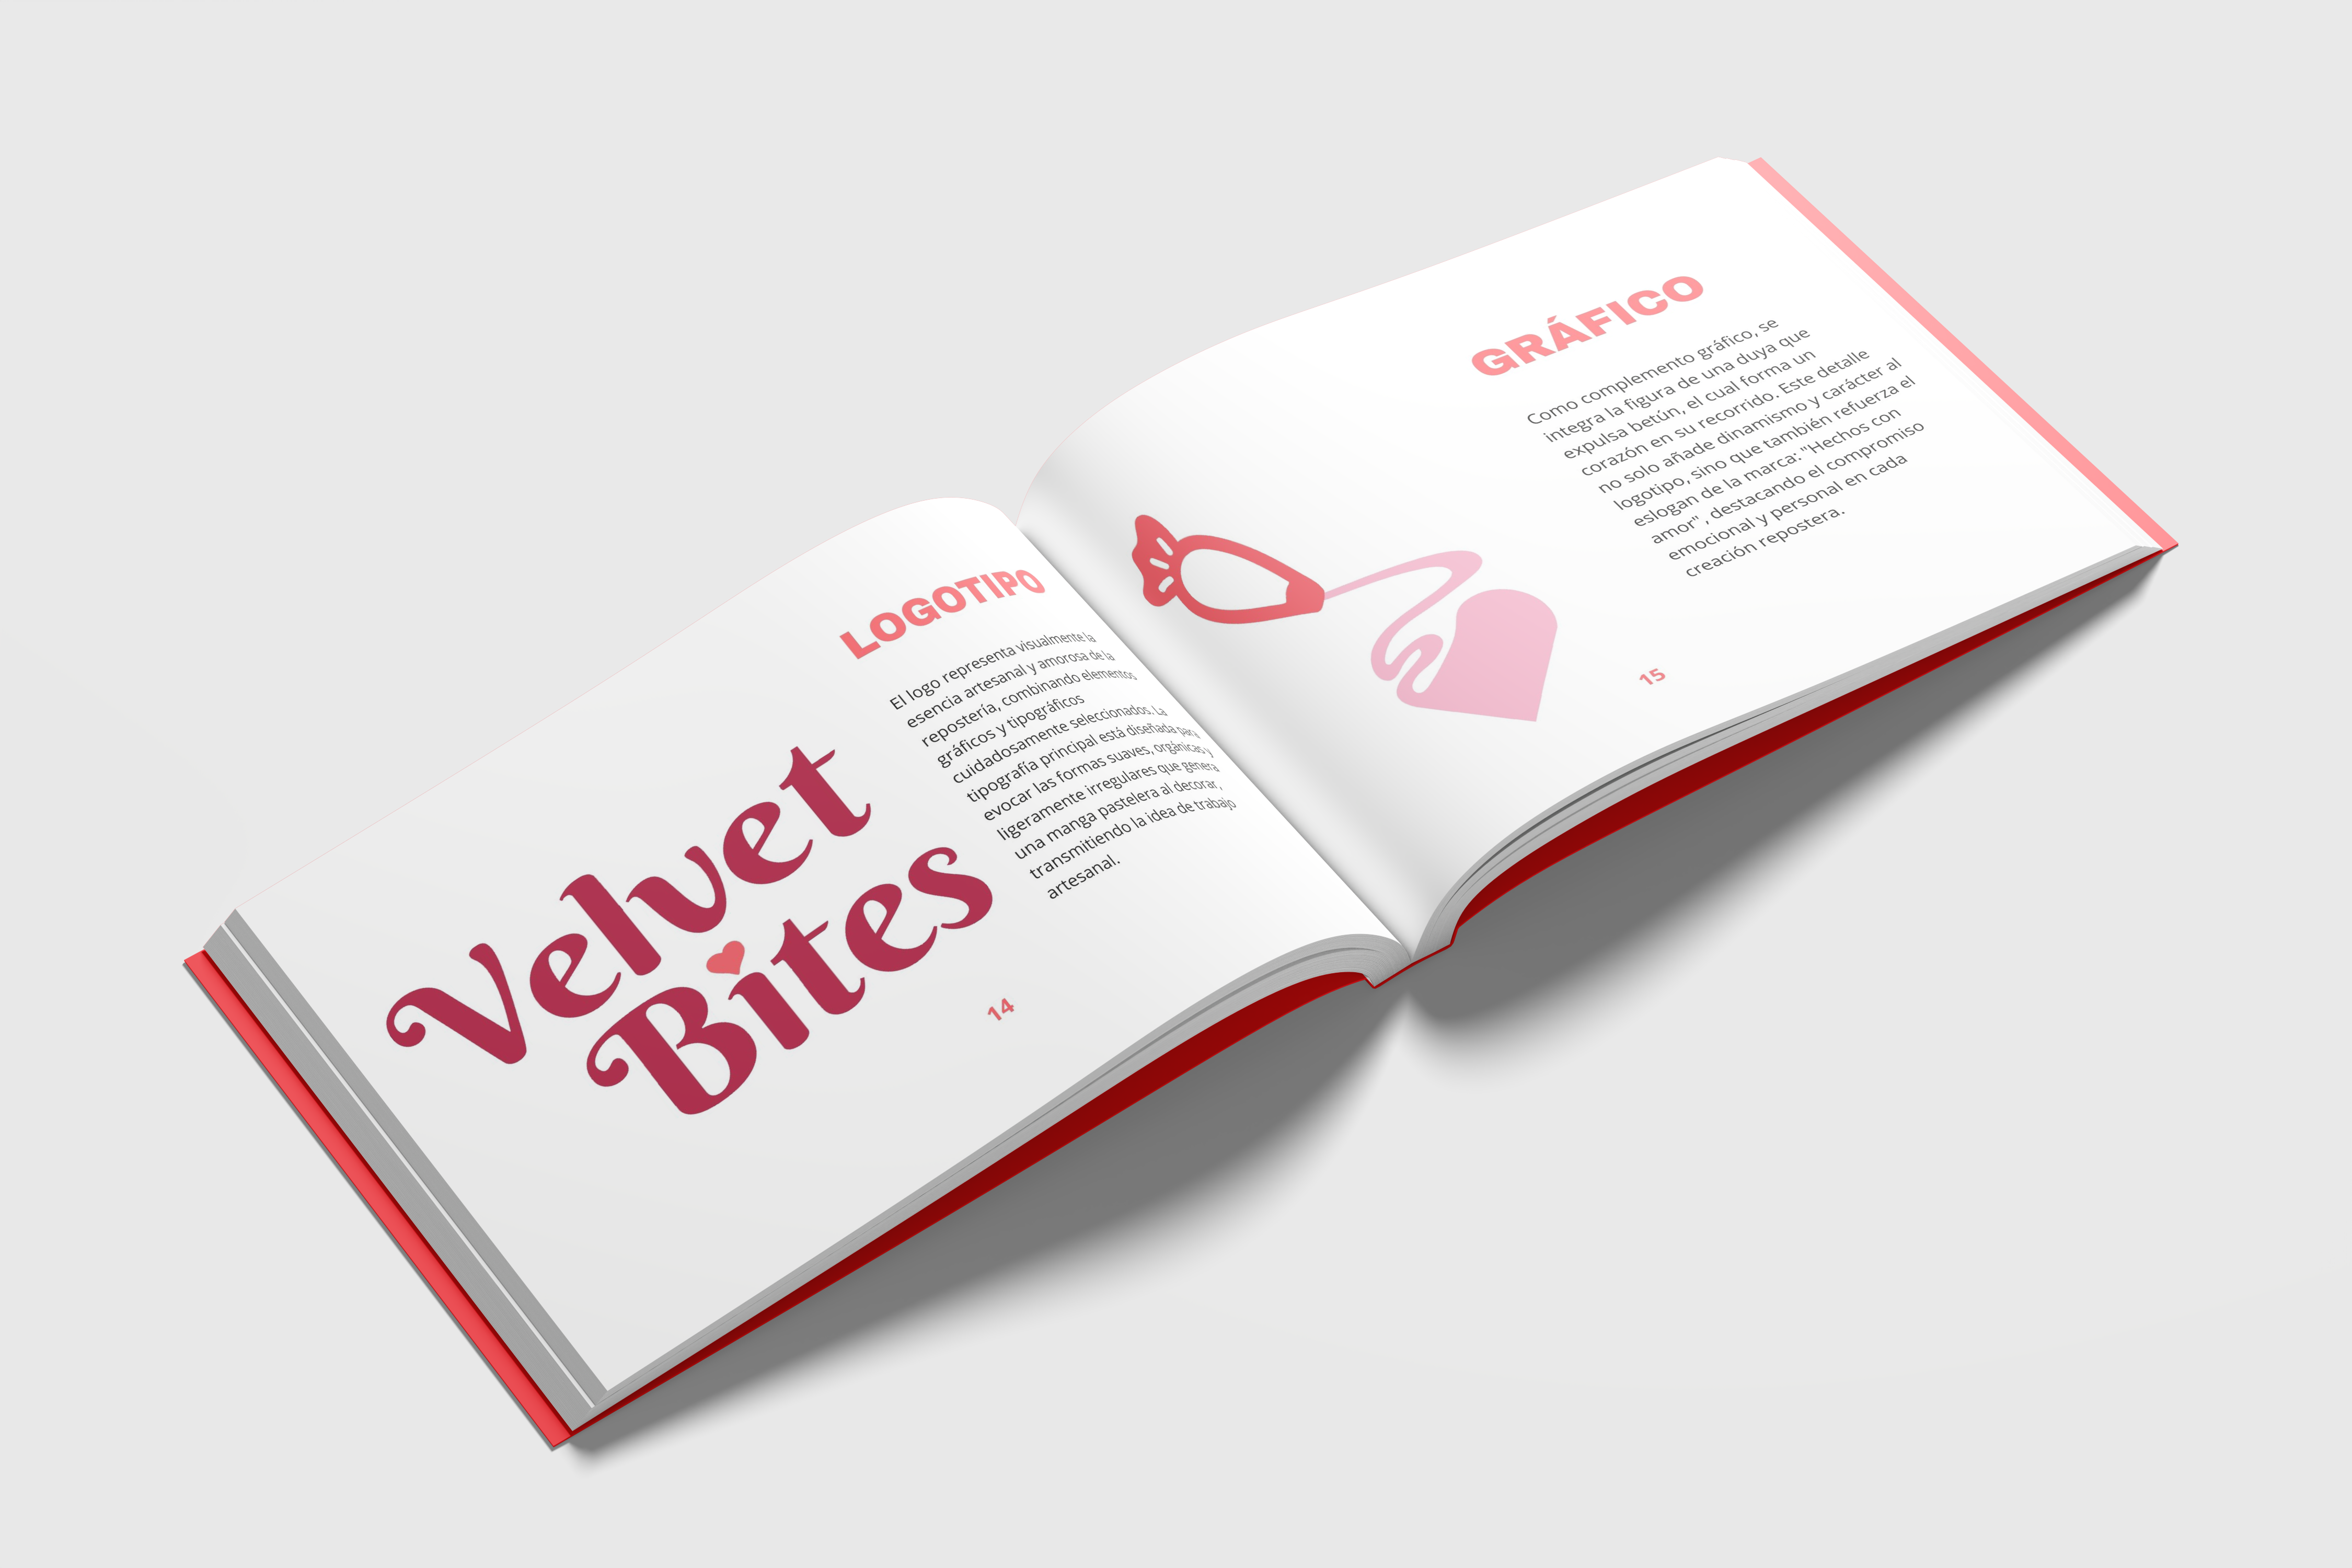 LOGOTIPO
El logo representa visualmente la
esencia artesanal y amorosa de la
repostería, combinando elementos
gráficos y tipográficos
cuidadosamente seleccionados. La
tipografía principal está diseñada para
evocar las formas suaves, orgánicas y
ligeramente irregulares que genera
una manga pastelera al decorar,
transmitiendo la idea de trabajo
artesanal.
Velvet
Bites
14
GRÁFICO
Como complemento gráfico, se
integra la figura de una duya que
expulsa betún, el cual forma un
corazón en su recorrido. Este detalle
no solo añade dinamismo y carácter al
logotipo, sino que también refuerza el
eslogan de la marca: "Hechos con
amor" , destacando el compromiso
emocional y personal en cada
creación repostera.
15